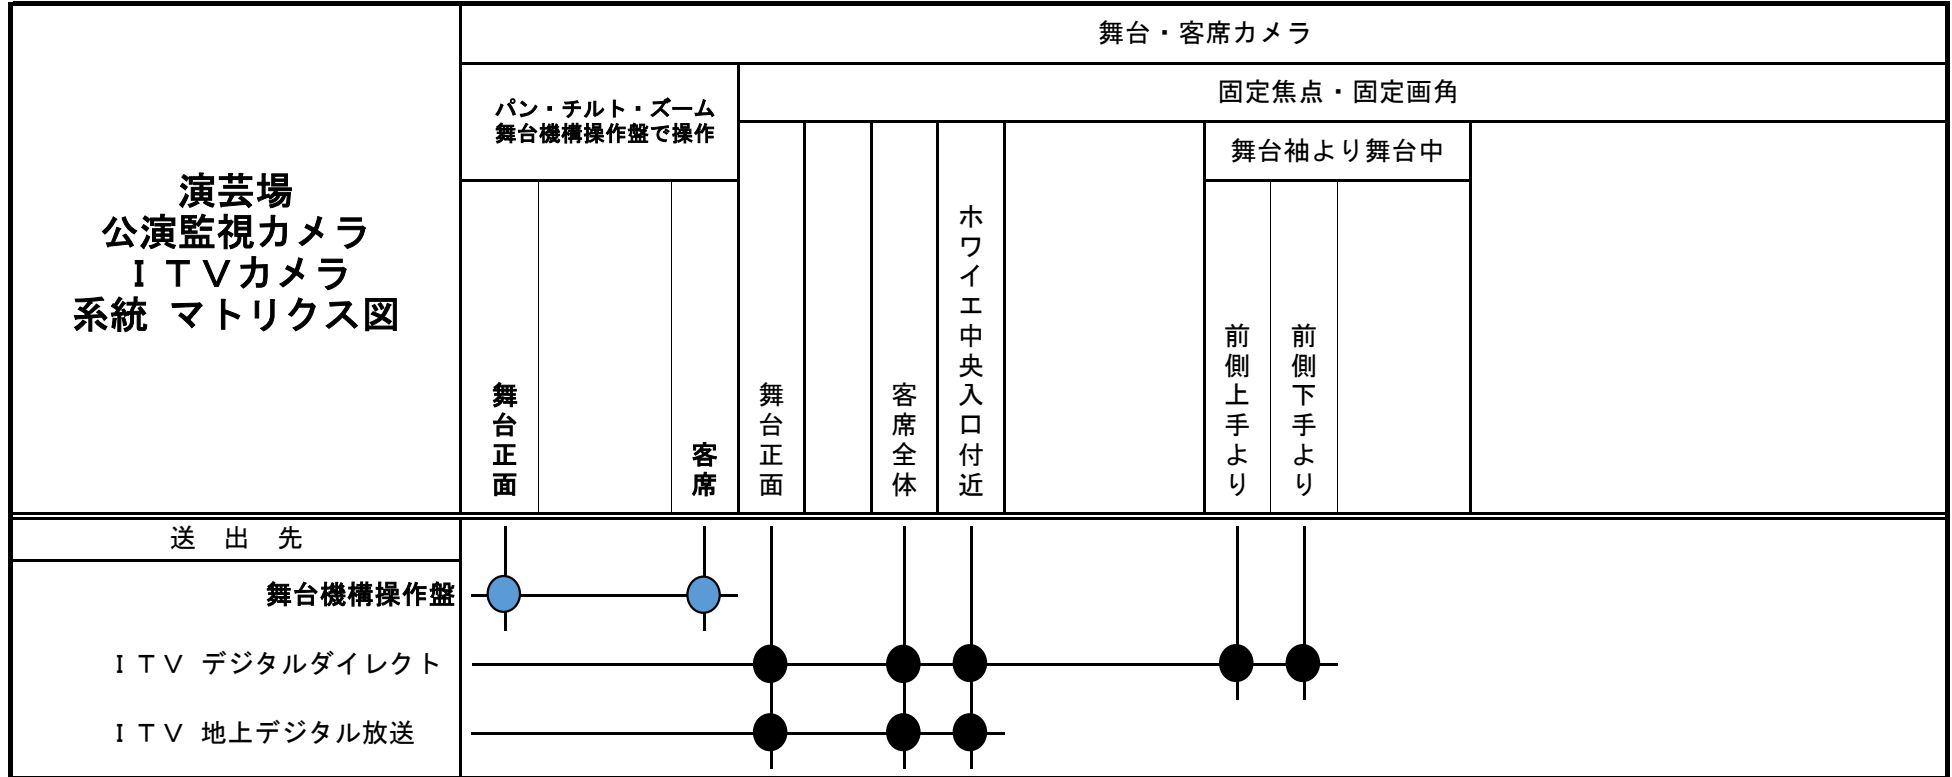 舞台・客席カメラ
固定焦点・固定画角
パン・チルト・ズーム
舞台機構操作盤で操作
舞台袖より舞台中
演芸場
公演監視カメラ
ＩＴＶカメラ
系統 マトリクス図
舞台正面
客席
舞台正面
客席全体
ホワイエ中央入口付近
前側上手より
前側下手より
送 出 先
舞台機構操作盤
ＩＴＶ デジタルダイレクト
ＩＴＶ 地上デジタル放送